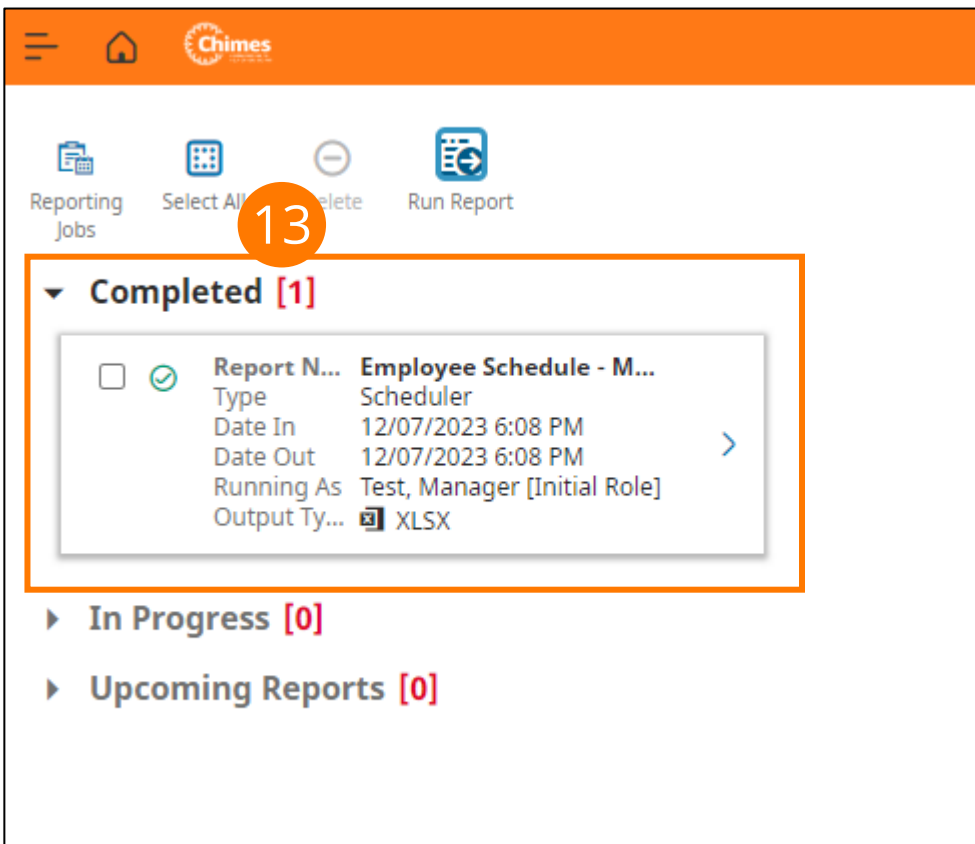 Chimes
Reporting Jobs
Select All
elete
Run Report
13
Completed [1]
Report N... Employee Schedule - M...
Type Scheduler
Date In 12/07/2023 6:08 PM
Date Out 12/07/2023 6:08 PM
Running As Test, Manager [Initial Role]
Output Ty... XLSX
In Progress [0]
Upcoming Reports [0]